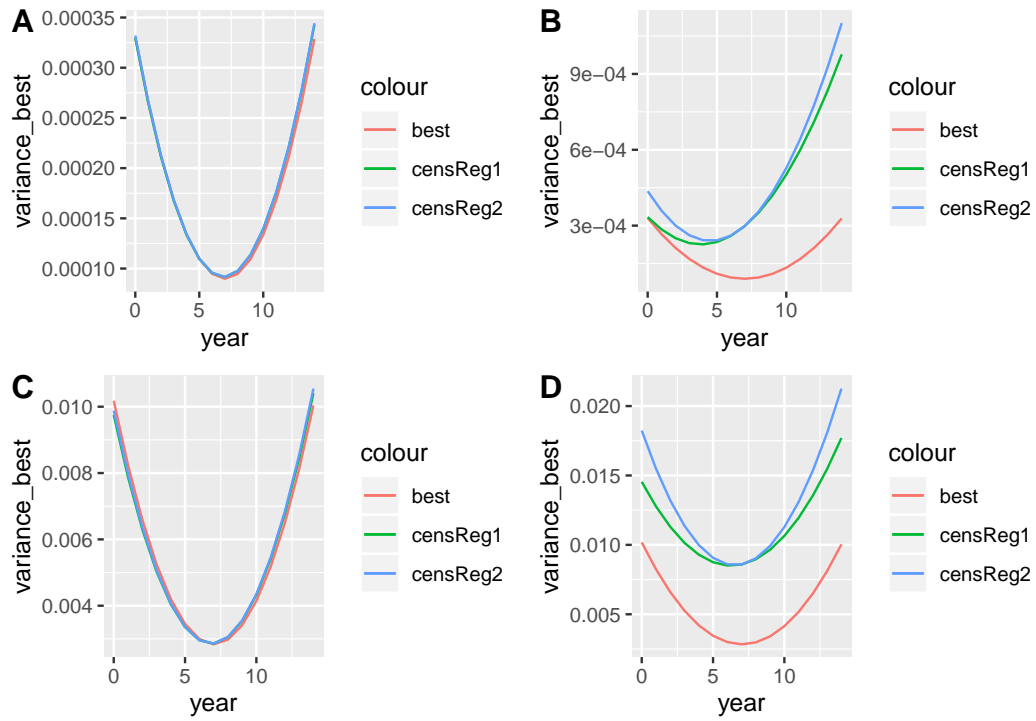 A
variance_best
0.00035
0.00030
0.00025
0.00020
0.00015
0.00010
0
5
10
year
colour
best
censReg1
censReg2
B
variance_best
9e−04
6e−04
3e−04
0
5
10
year
colour
best
censReg1
censReg2
C
variance_best
0.010
0.008
0.006
0.004
0
5
10
year
colour
best
censReg1
censReg2
D
variance_best
0.020
0.015
0.010
0.005
0
5
10
year
colour
best
censReg1
censReg2